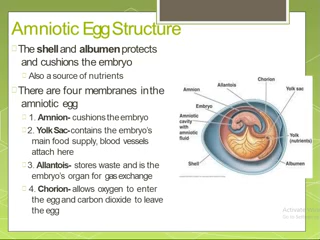 Amniotic Egg Structure
The shell and albumen protects
and cushions the embryo
Also a source of nutrients
There are four membranes in the
amniotic egg
1. Amnion- cushions the embryo
2. Yolk Sac- contains the embryo's
main food supply, blood vessels
attach here
3. Allantois- stores waste and is the
embryo's organ for gas exchange
4. Chorion- allows oxygen to enter
the egg and carbon dioxide to leave
the egg
Chorion
Allantois
Yolk sac
Amnion
Embryo
Amniotic
cavity
with
amniotic
fluid
Yolk
(nutrients)
Shell
Albumen